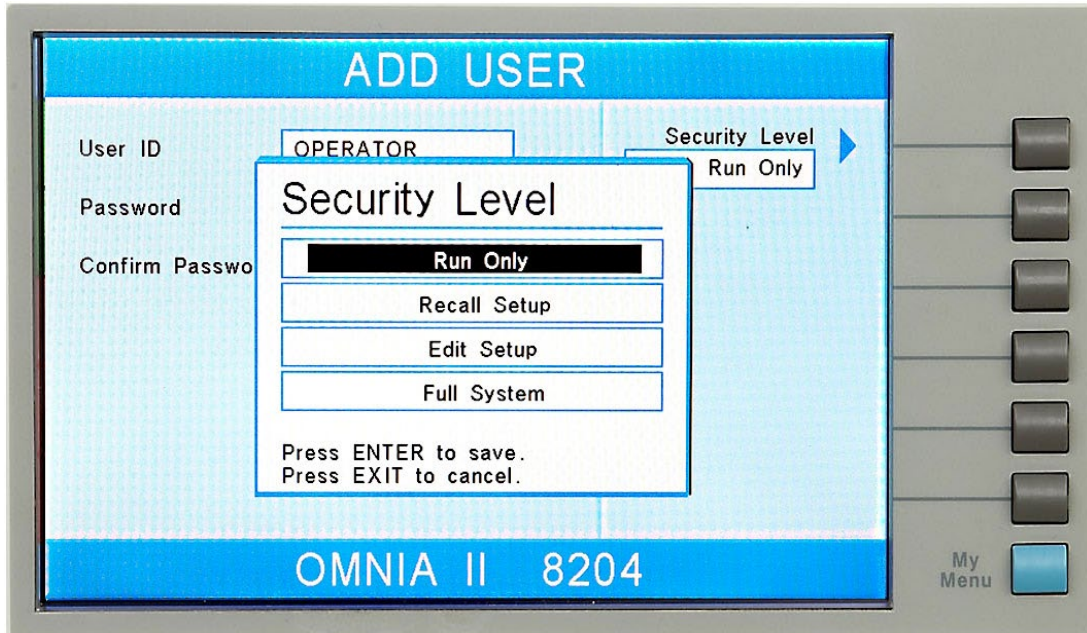 ADD USER
User ID
OPERATOR
Security Level
Run Only
Password
Confirm Passwo
Security Level
Run Only
Recall Setup
Edit Setup
Full System
Press ENTER to save.
Press EXIT to cancel.
OMNIA II 8204
My
Menu